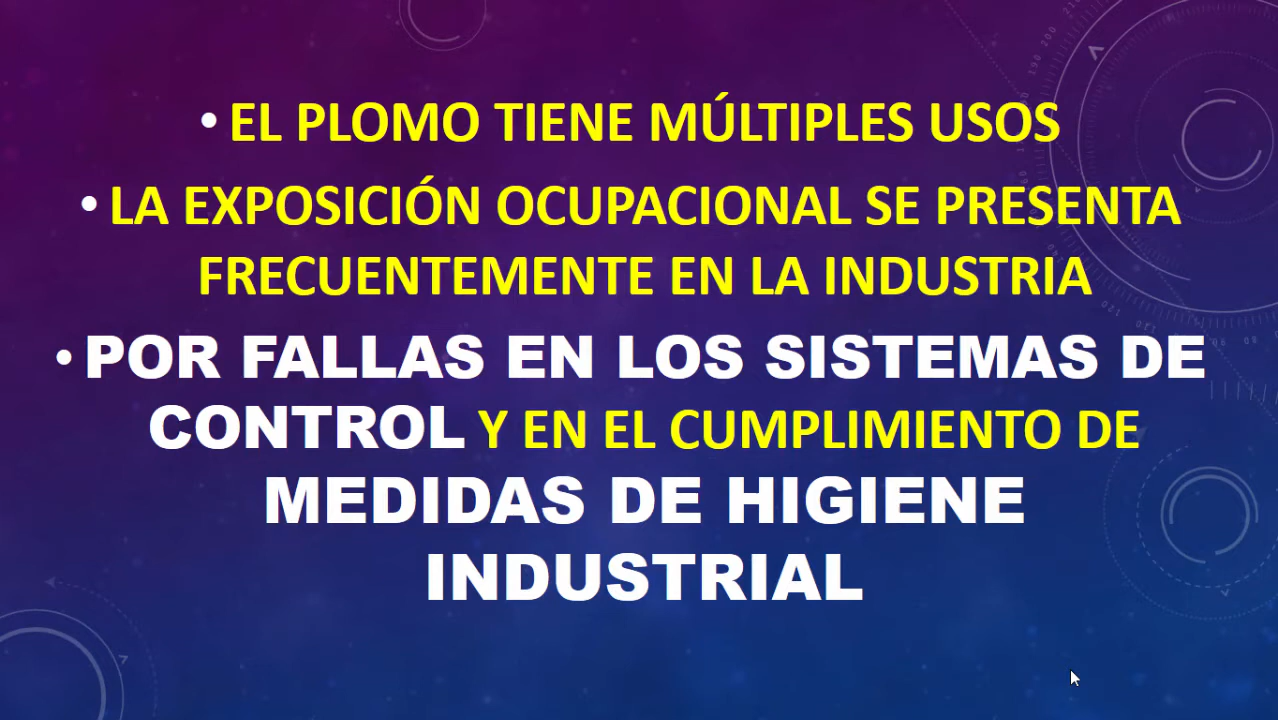 • EL PLOMO TIENE MÚLTIPLES USOS
• LA EXPOSICIÓN OCUPACIONAL SE PRESENTA
FRECUENTEMENTE EN LA INDUSTRIA
• POR FALLAS EN LOS SISTEMAS DE
CONTROL Y EN EL CUMPLIMIENTO DE
MEDIDAS DE HIGIENE
INDUSTRIAL